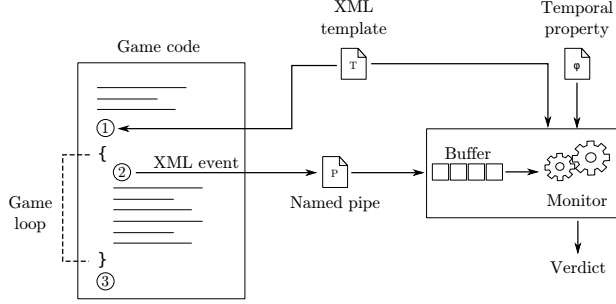 XML
template
Temporal
property
Game code
T
φ
1
{
2
XML event
P
Named pipe
Buffer
Monitor
Game
loop
}
3
Verdict